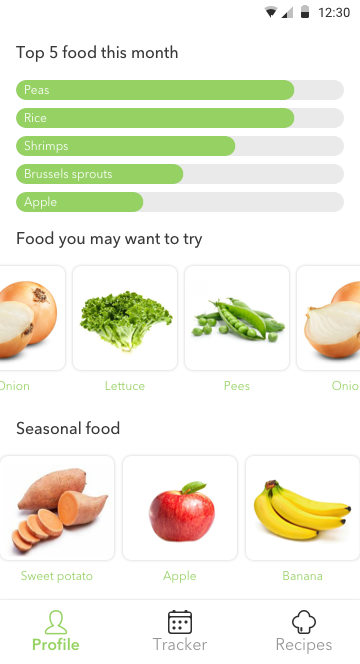 12:30
Top 5 food this month
Peas
Rice
Shrimps
Brussels sprouts
Apple
Food you may want to try
Onion Lettuce Pees Onio
Seasonal food
Sweet potato Apple Banana
Profile Tracker Recipes